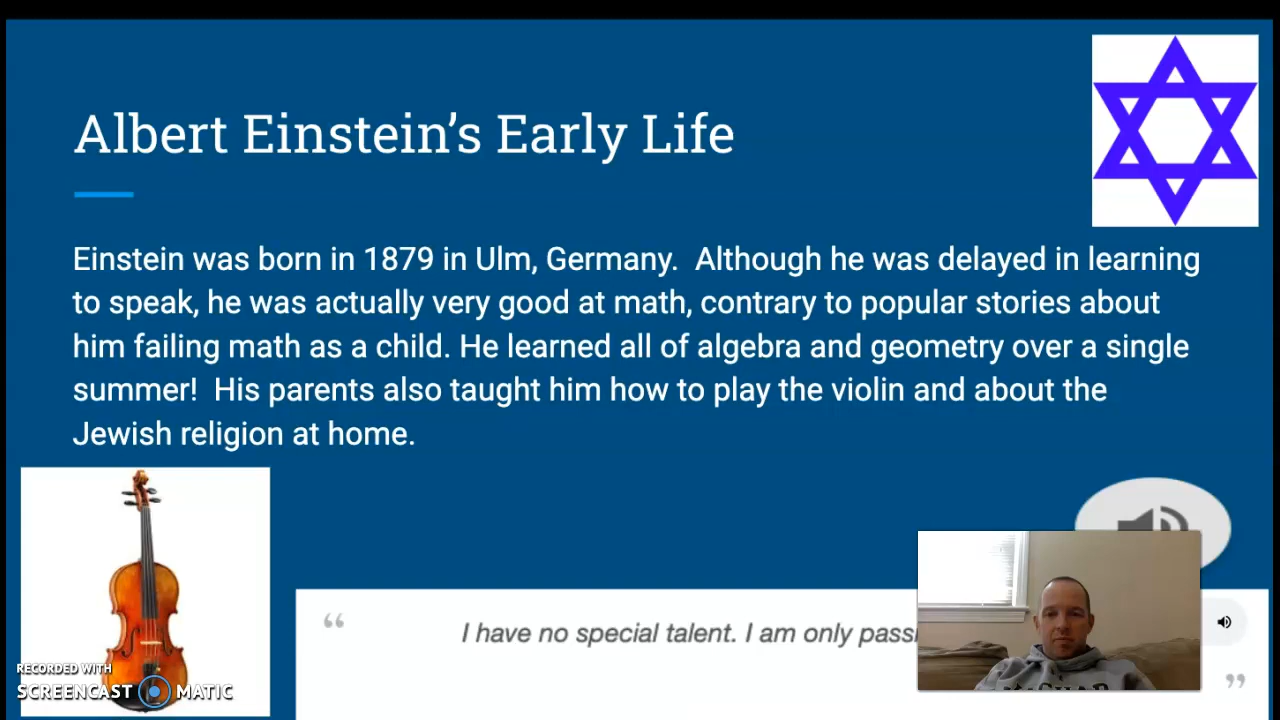 Albert Einstein’s Early Life
Einstein was born in 1879 in Ulm, Germany.  Although he was delayed in learning
to speak, he was actually very good at math, contrary to popular stories about
him failing math as a child. He learned all of algebra and geometry over a single
summer!  His parents also taught him how to play the violin and about the
Jewish religion at home.
“
I have no special talent. I am only
”
RECORDED WITH
SCREENCAST MATIC